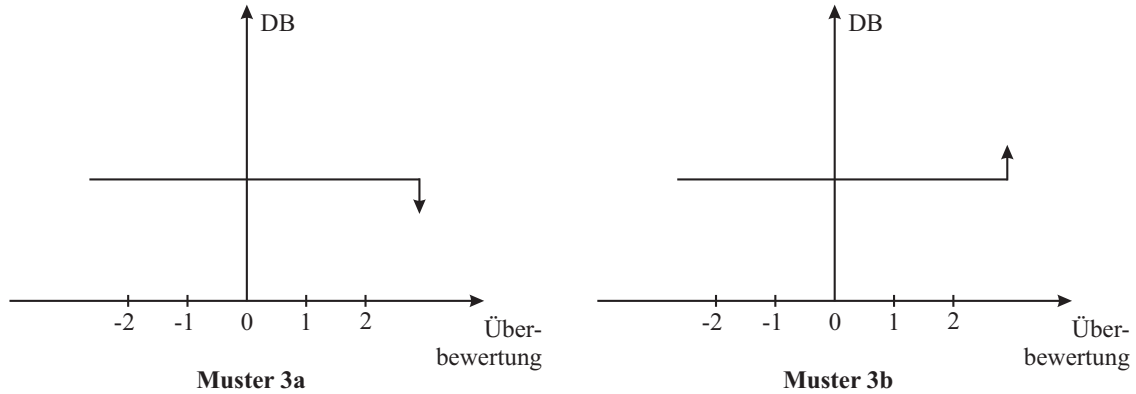 DB
-2 -1 0 1 2
Über-
bewertung
Muster 3a
DB
-2 -1 0 1 2
Über-
bewertung
Muster 3b